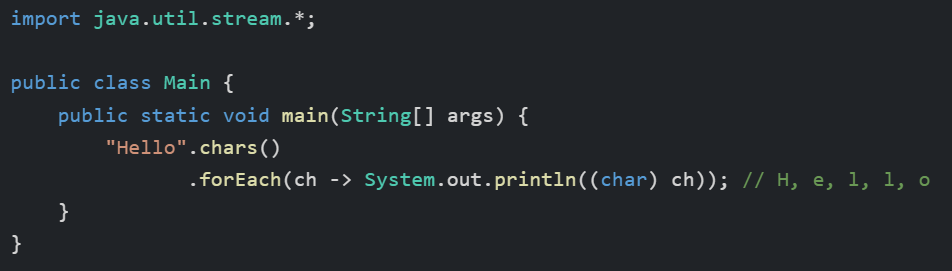 import java.util.stream.*;
public class Main {
public static void main(String[] args) {
"Hello".chars()
.forEach(ch -> System.out.println((char) ch)); // H, e, l, l, o
}
}